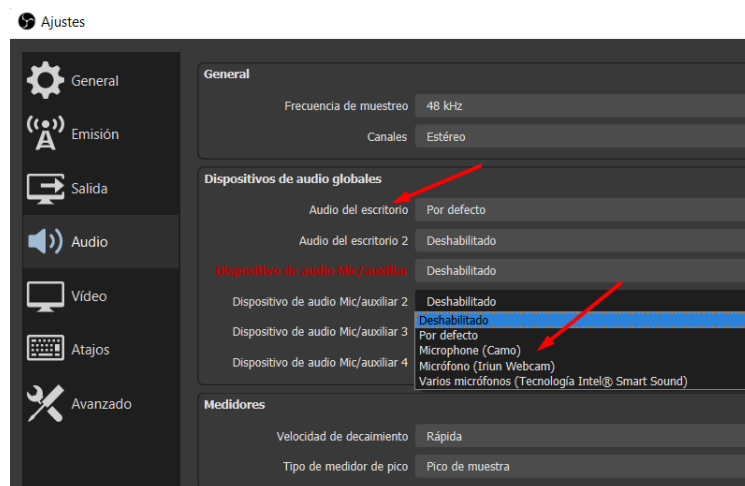 Ajustes
General
Emisión
Salida
Audio
Vídeo
Atajos
Avanzado
General
Frecuencia de muestreo 48 kHz
Canales Estéreo
Dispositivos de audio globales
Audio del escritorio Por defecto
Audio del escritorio 2 Deshabilitado
Dispositivo de audio Mic/auxiliar Deshabilitado
Dispositivo de audio Mic/auxiliar 2 Deshabilitado
Deshabilitado
Por defecto
Microphone (Camo)
Micrófono (Iriun Webcam)
Varios micrófonos (Tecnología Intel® Smart Sound)
Dispositivo de audio Mic/auxiliar 3
Dispositivo de audio Mic/auxiliar 4
Medidores
Velocidad de decaimiento Rápida
Tipo de medidor de pico Pico de muestra